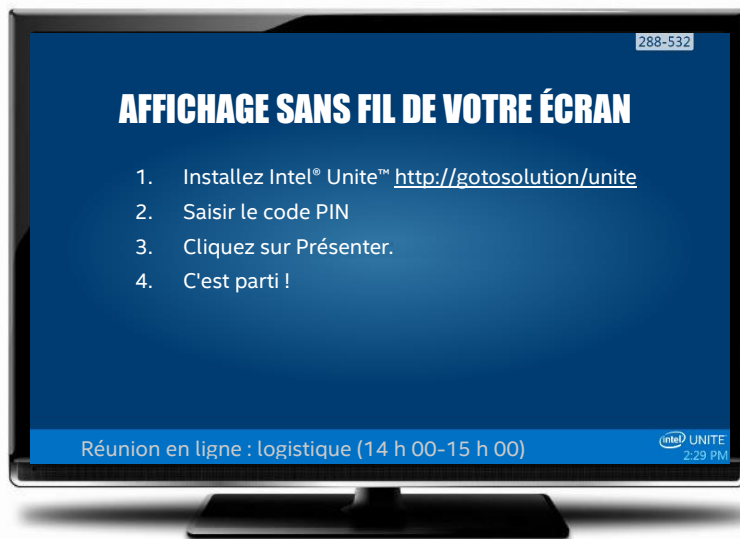 288-532
AFFICHAGE SANS FIL DE VOTRE ÉCRAN
1. Installez Intel® Unite™ http://gotosolution/unite
2. Saisir le code PIN
3. Cliquez sur Présenter.
4. C'est parti !
Réunion en ligne : logistique (14 h 00-15 h 00)
intel UNITE
2:29 PM